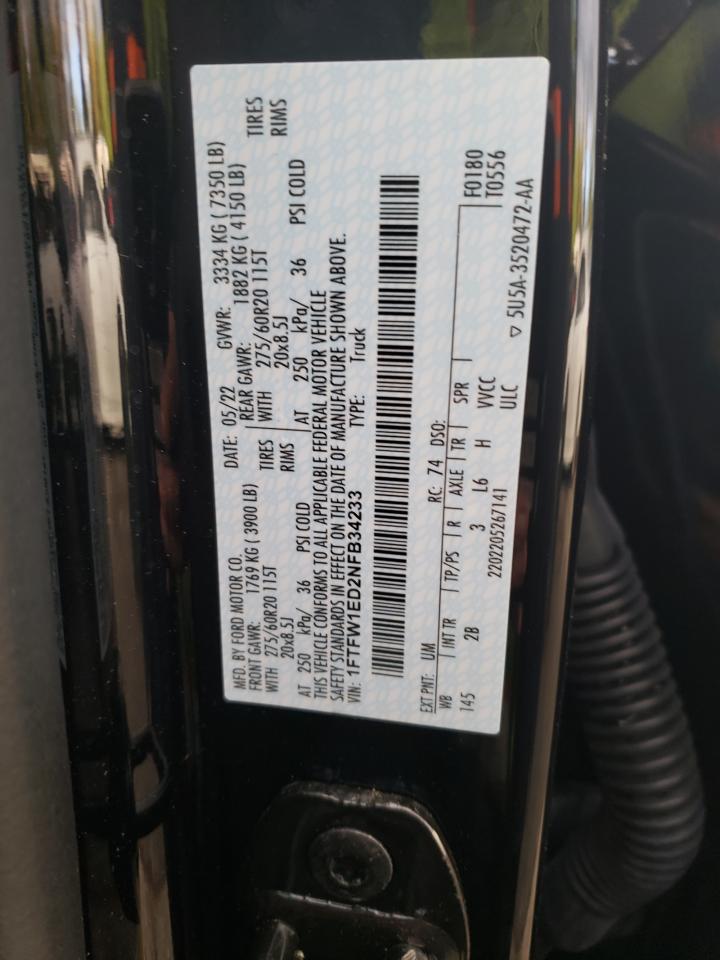 MFD. BY FORD MOTOR CO. DATE: 05/22 GVWR: 3334 KG ( 7350 LB)
FRONT GAWR: 1769 KG ( 3900 LB) REAR GAWR: 1882 KG ( 4150 LB)
WITH 275/60R20 115T TIRES WITH 275/60R20 115T TIRES
20x8.5J RIMS 20x8.5J RIMS
AT 250 kPa/ 36 PSI COLD AT 250 kPa/ 36 PSI COLD
THIS VEHICLE CONFORMS TO ALL APPLICABLE FEDERAL MOTOR VEHICLE
SAFETY STANDARDS IN EFFECT ON THE DATE OF MANUFACTURE SHOWN ABOVE.
VIN: 1FTFW1ED2NFB34233 TYPE: Truck
EXT PNT: UM RC: 74 DSO: F0180
WB INT TR TP/PS R AXLE TR SPR T0556
145 2B 3 L6 H VVCC
2202205267141 ULC
▽ 5U5A-3520472-AA